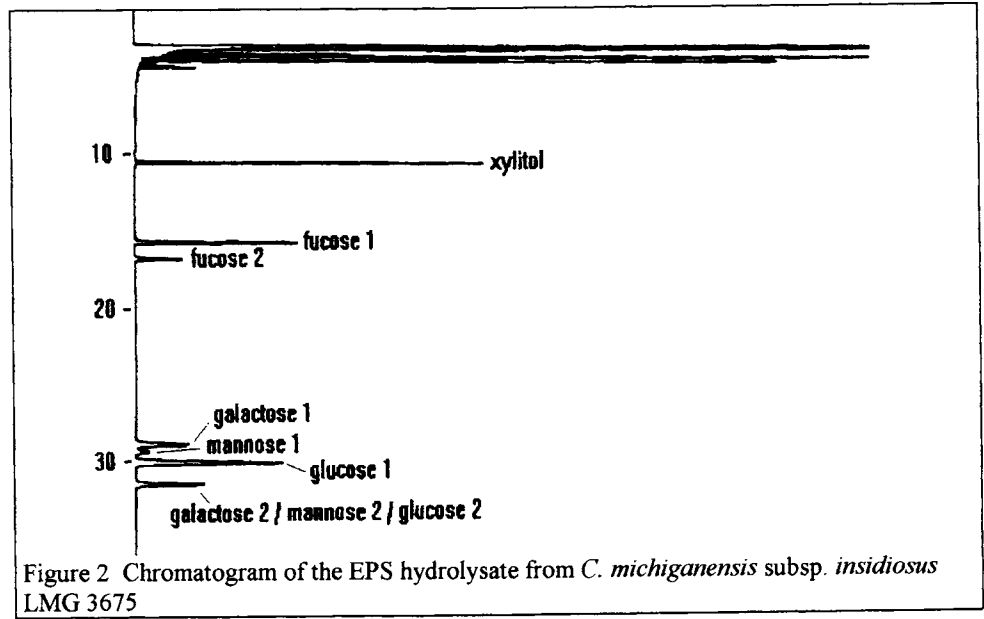 10 -
xylitol
fucose 1
fucose 2
20 -
galactose 1
mannose 1
30 -
glucose 1
galactose 2 / mannose 2 / glucose 2
Figure 2 Chromatogram of the EPS hydrolysate from C. michiganensis subsp. insidiosus
LMG 3675